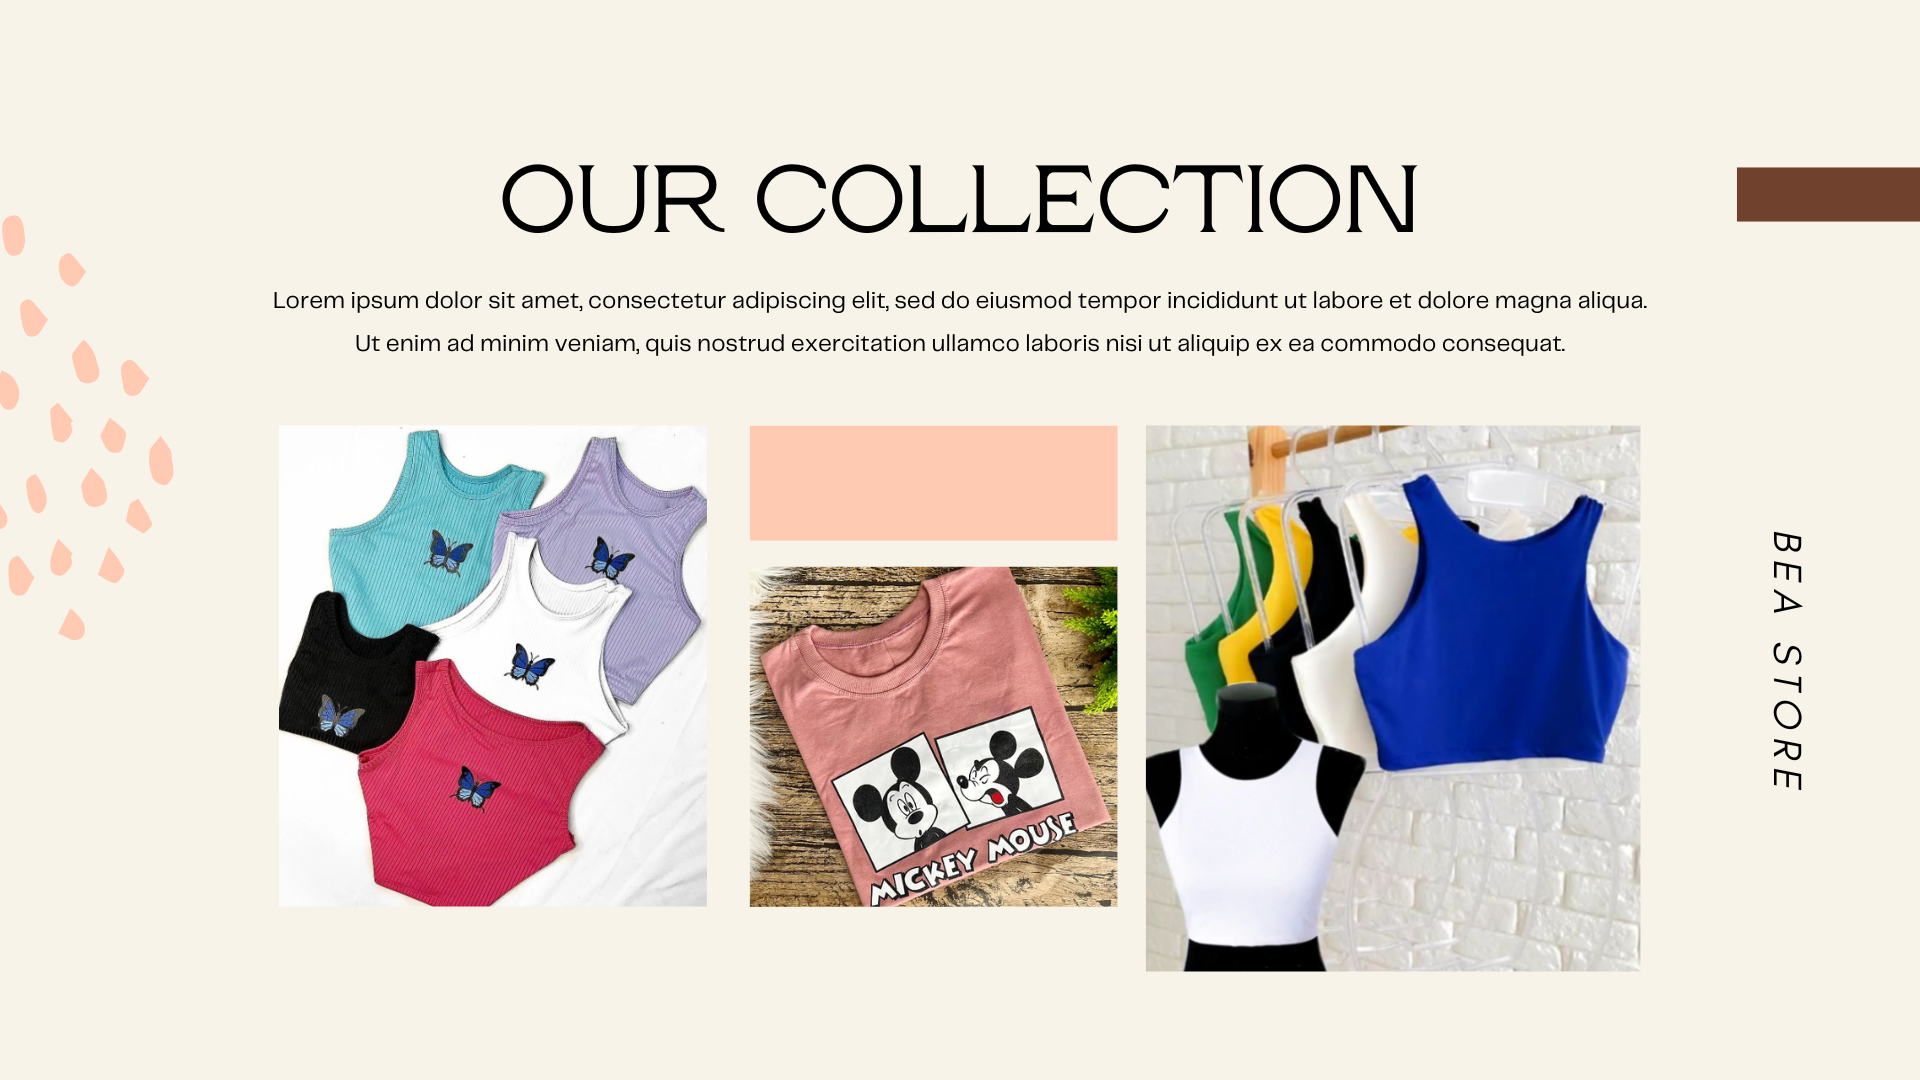 OUR COLLECTION
Lorem ipsum dolor sit amet, consectetur adipiscing elit, sed do eiusmod tempor incididunt ut labore et dolore magna aliqua.
Ut enim ad minim veniam, quis nostrud exercitation ullamco laboris nisi ut aliquip ex ea commodo consequat.
MICKEY MOUSE
BEA STORE